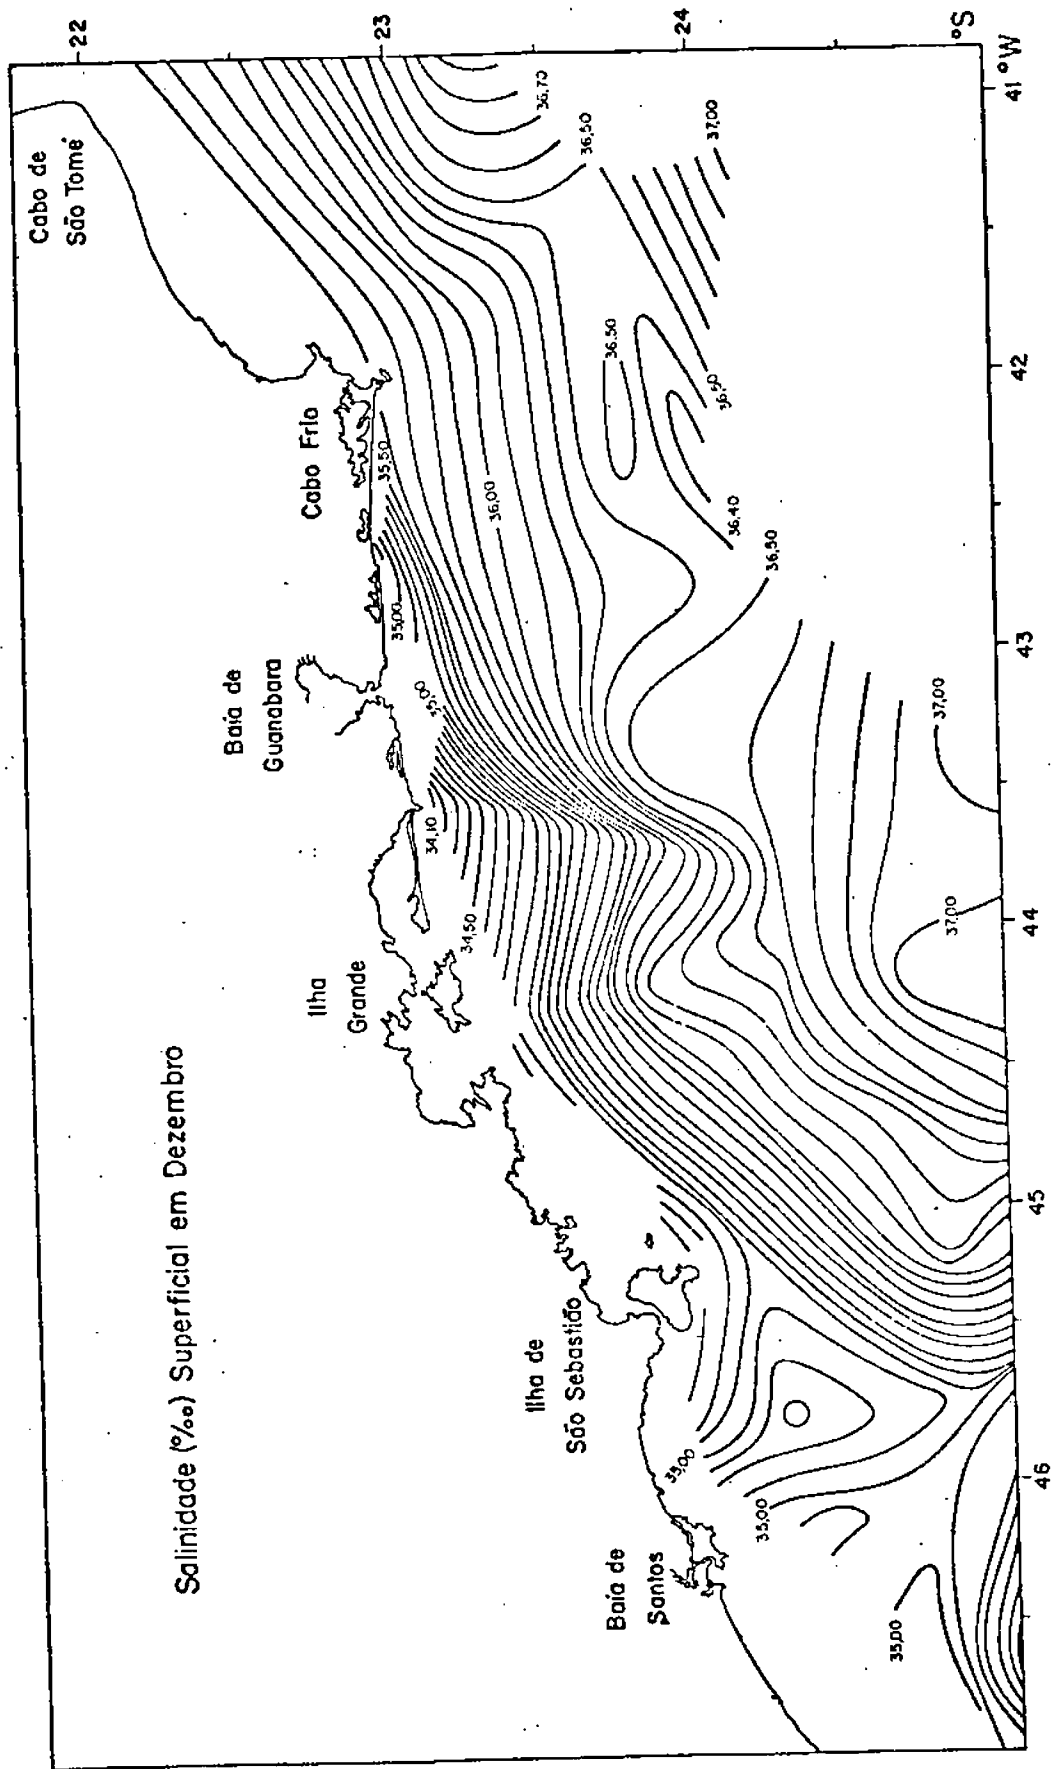 Salinidade (‰) Superficial em Dezembro
Cabo de
São Tomé
Cabo Frio
Baía de
Guanabara
Ilha
Grande
Ilha de
São Sebastião
Baía de
Santos
22
23
24
°S
41 °W
42
43
44
45
46
36,70
36,50
37,00
36,50
36,50
36,40
36,50
35,50
36,00
35,00
35,00
34,10
34,50
37,00
37,00
35,00
35,00
35,00